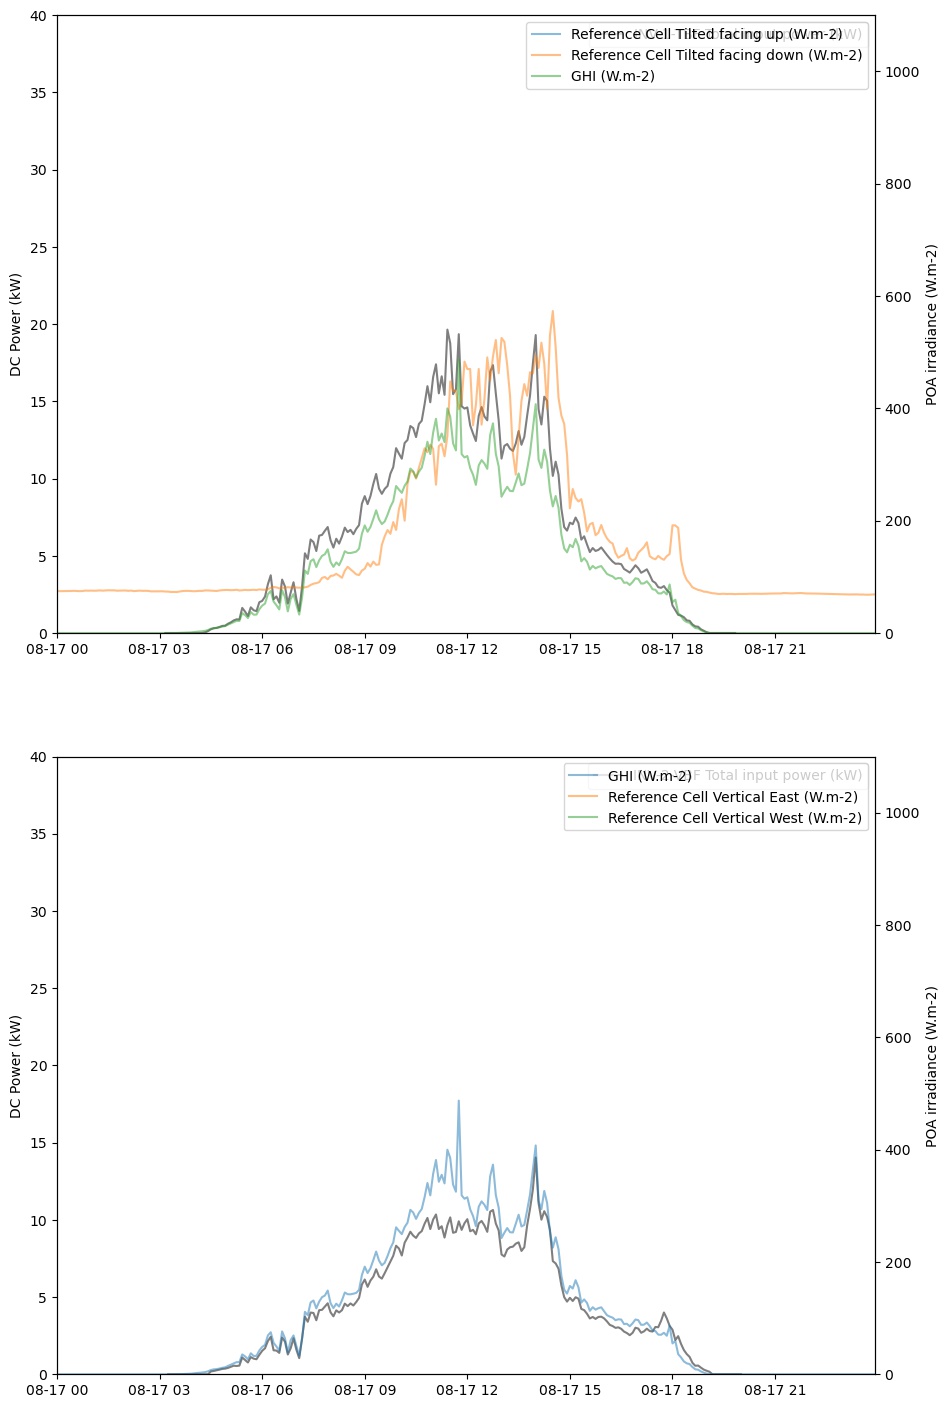 40
35
30
25
20
15
10
5
0
DC Power (kW)
Reference Cell Tilted facing up (W.m-2)
Reference Cell Tilted facing down (W.m-2)
GHI (W.m-2)
1000
800
600
400
200
0
POA irradiance (W.m-2)
08-17 00 08-17 03 08-17 06 08-17 09 08-17 12 08-17 15 08-17 18 08-17 21
40
35
30
25
20
15
10
5
0
DC Power (kW)
GHI (W.m-2)
Total input power (kW)
Reference Cell Vertical East (W.m-2)
Reference Cell Vertical West (W.m-2)
1000
800
600
400
200
0
POA irradiance (W.m-2)
08-17 00 08-17 03 08-17 06 08-17 09 08-17 12 08-17 15 08-17 18 08-17 21